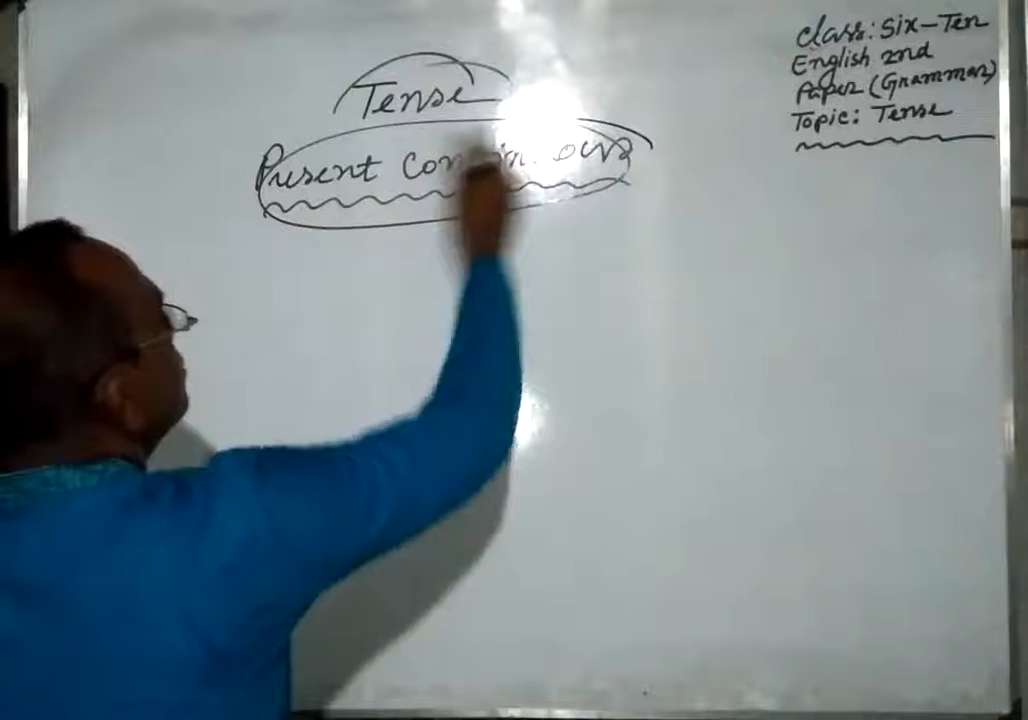 Tense
Present Continuous
Class: Six-Ten
English 2nd
Paper (Grammar)
Topic: Tense